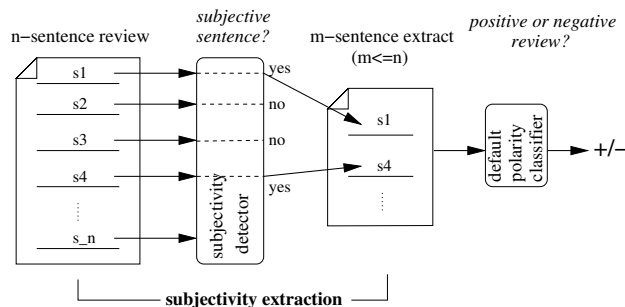 n-sentence review
s1
s2
s3
s4
s_n
subjective
sentence?
subjectivity
detector
yes
no
no
yes
m-sentence extract
(m<=n)
s1
s4
positive or negative
review?
default
polarity
classifier
+/-
subjectivity extraction